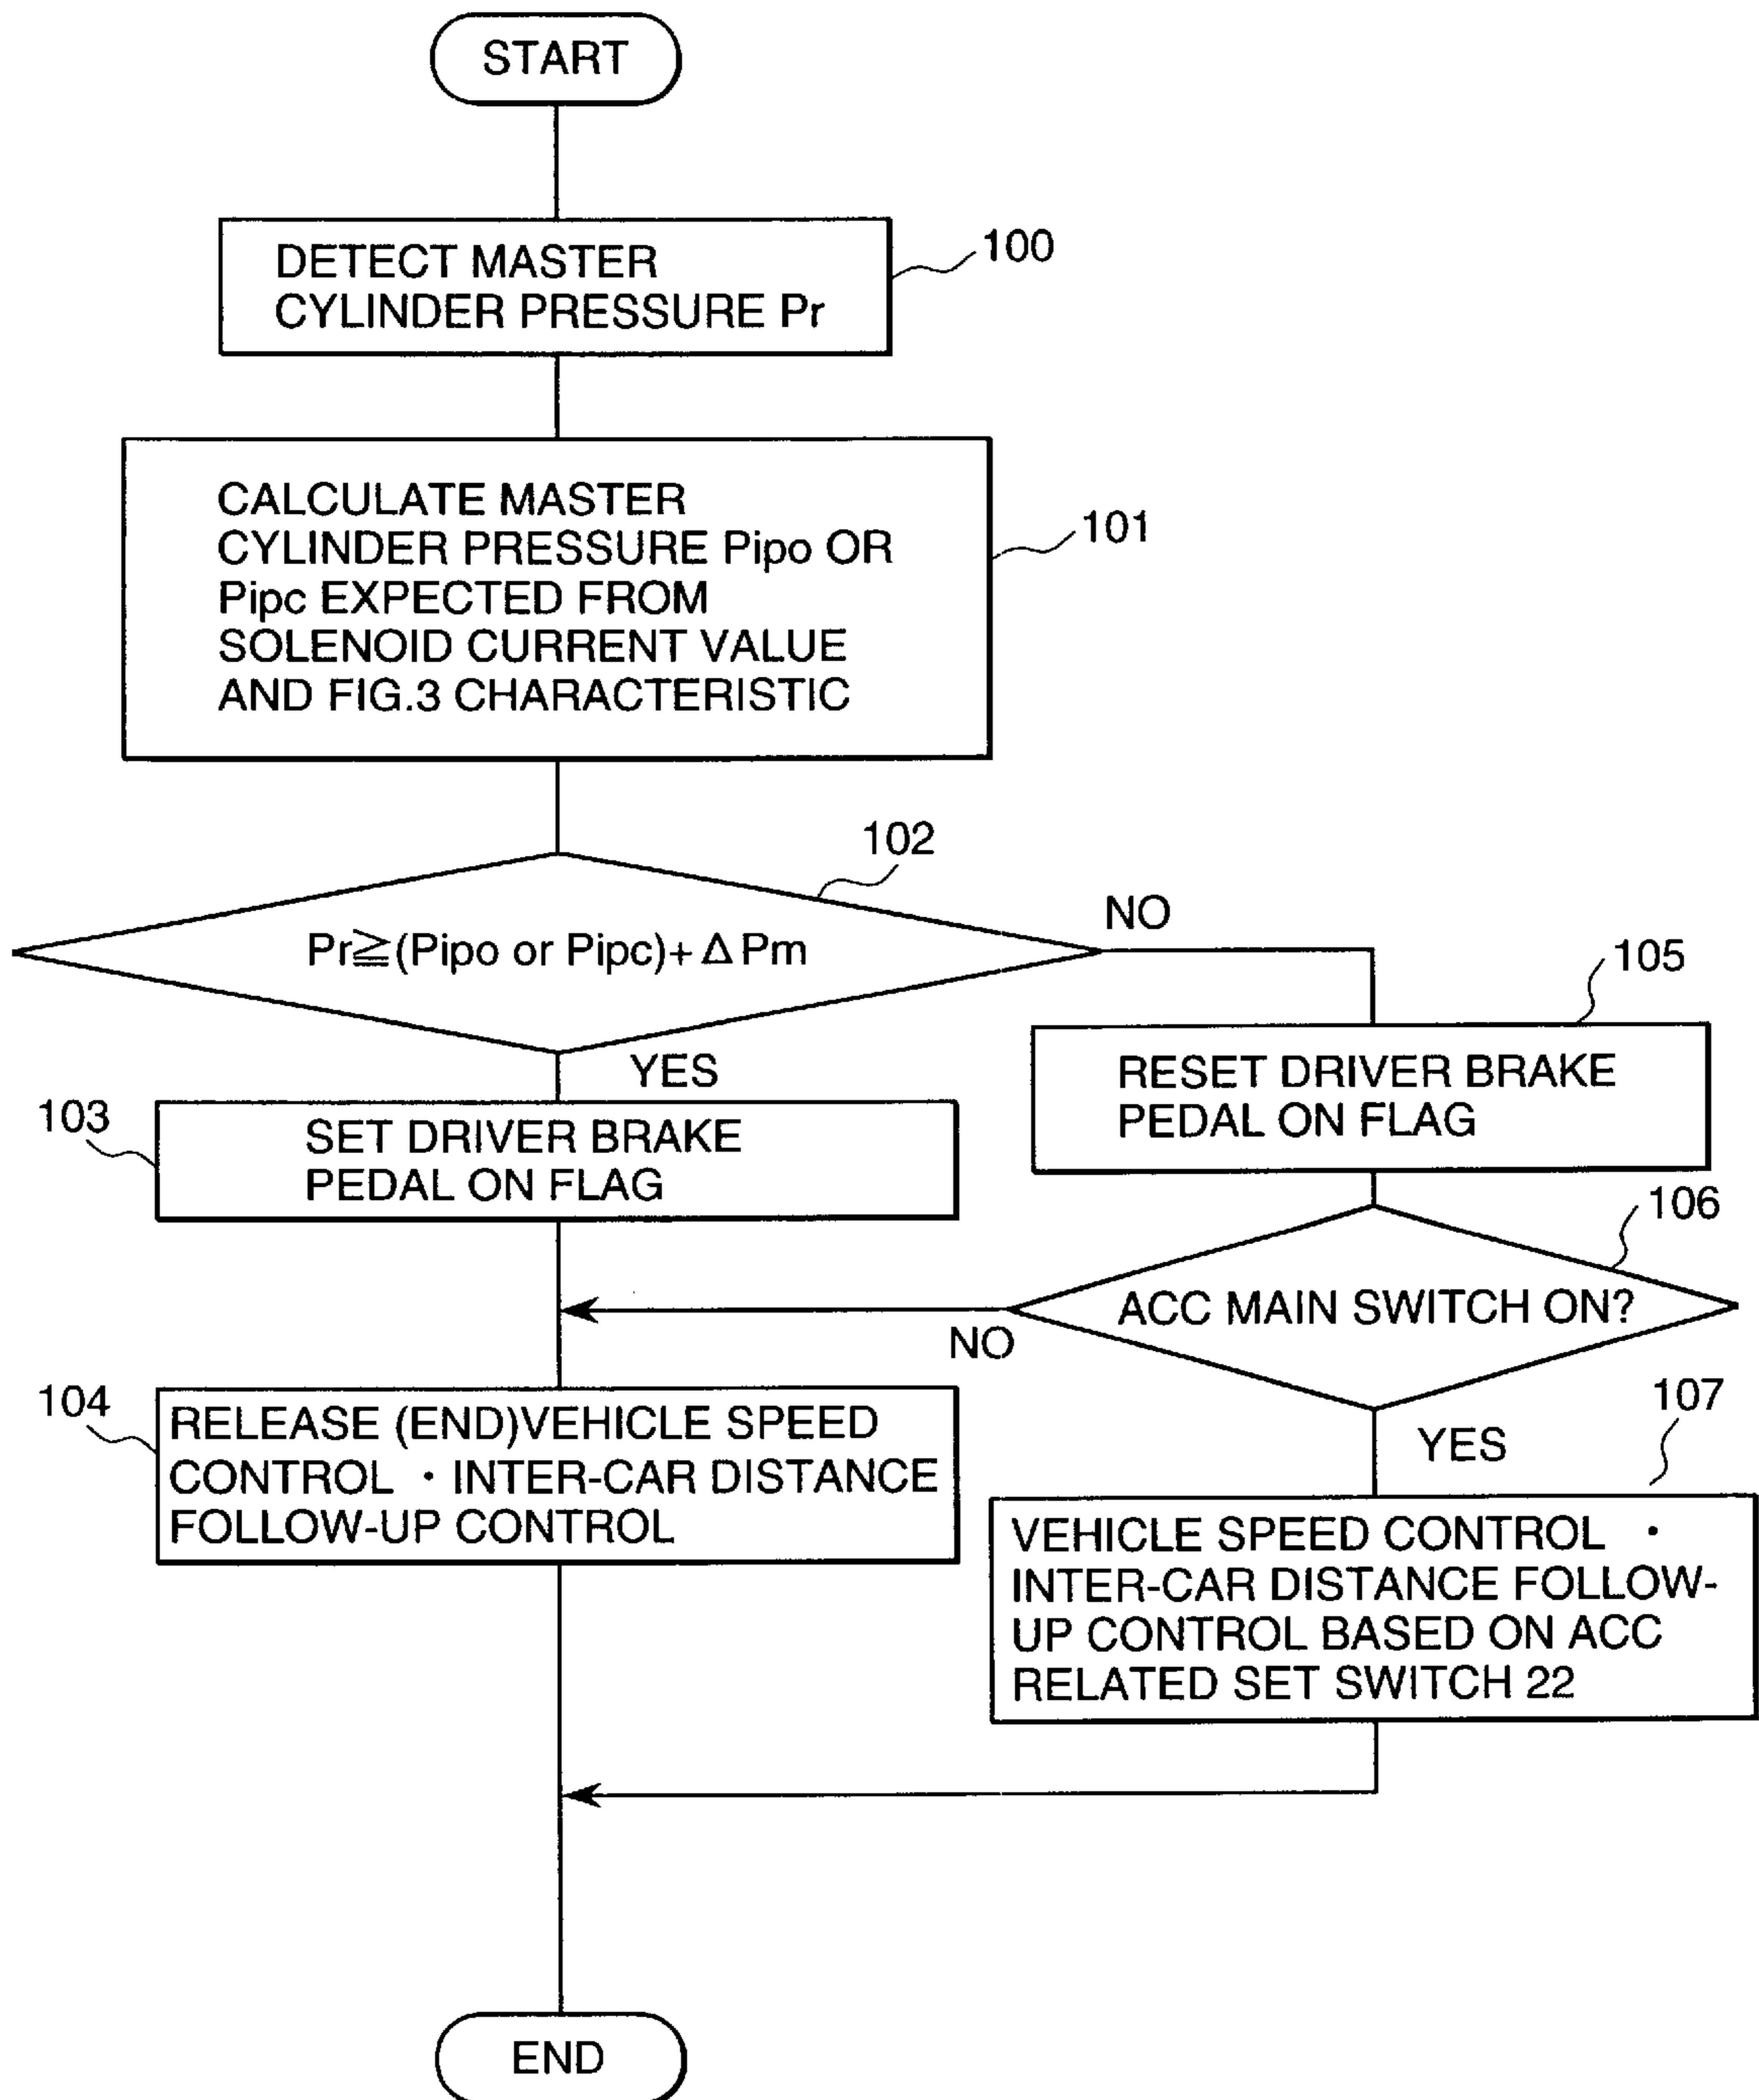 START
DETECT MASTER
CYLINDER PRESSURE Pr
100
CALCULATE MASTER
CYLINDER PRESSURE Pipo OR
Pipc EXPECTED FROM
SOLENOID CURRENT VALUE
AND FIG.3 CHARACTERISTIC
101
102
Pr≧(Pipo or Pipc)+ Δ Pm
NO
YES
103
SET DRIVER BRAKE
PEDAL ON FLAG
105
RESET DRIVER BRAKE
PEDAL ON FLAG
106
ACC MAIN SWITCH ON?
NO
YES
104
RELEASE (END)VEHICLE SPEED
CONTROL ・ INTER-CAR DISTANCE
FOLLOW-UP CONTROL
107
VEHICLE SPEED CONTROL ・
INTER-CAR DISTANCE FOLLOW-
UP CONTROL BASED ON ACC
RELATED SET SWITCH 22
END